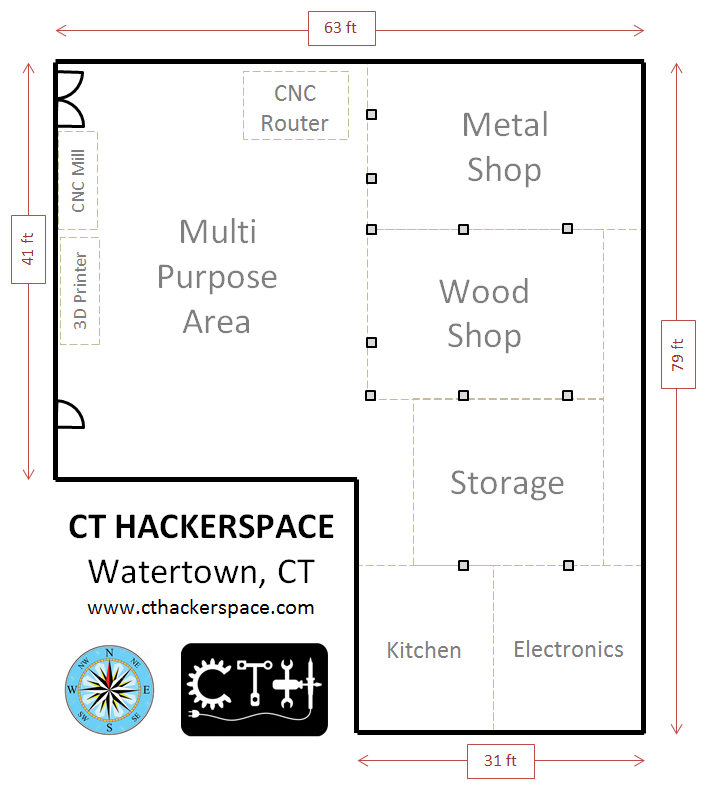 63 ft
CNC
Router
Metal
Shop
CNC Mill
41 ft
Multi
Purpose
Area
3D Printer
Wood
Shop
79 ft
Storage
CT HACKERSPACE
Watertown, CT
www.cthackerspace.com
Kitchen
Electronics
N
NE
E
SE
S
SW
W
NW
CTH
31 ft